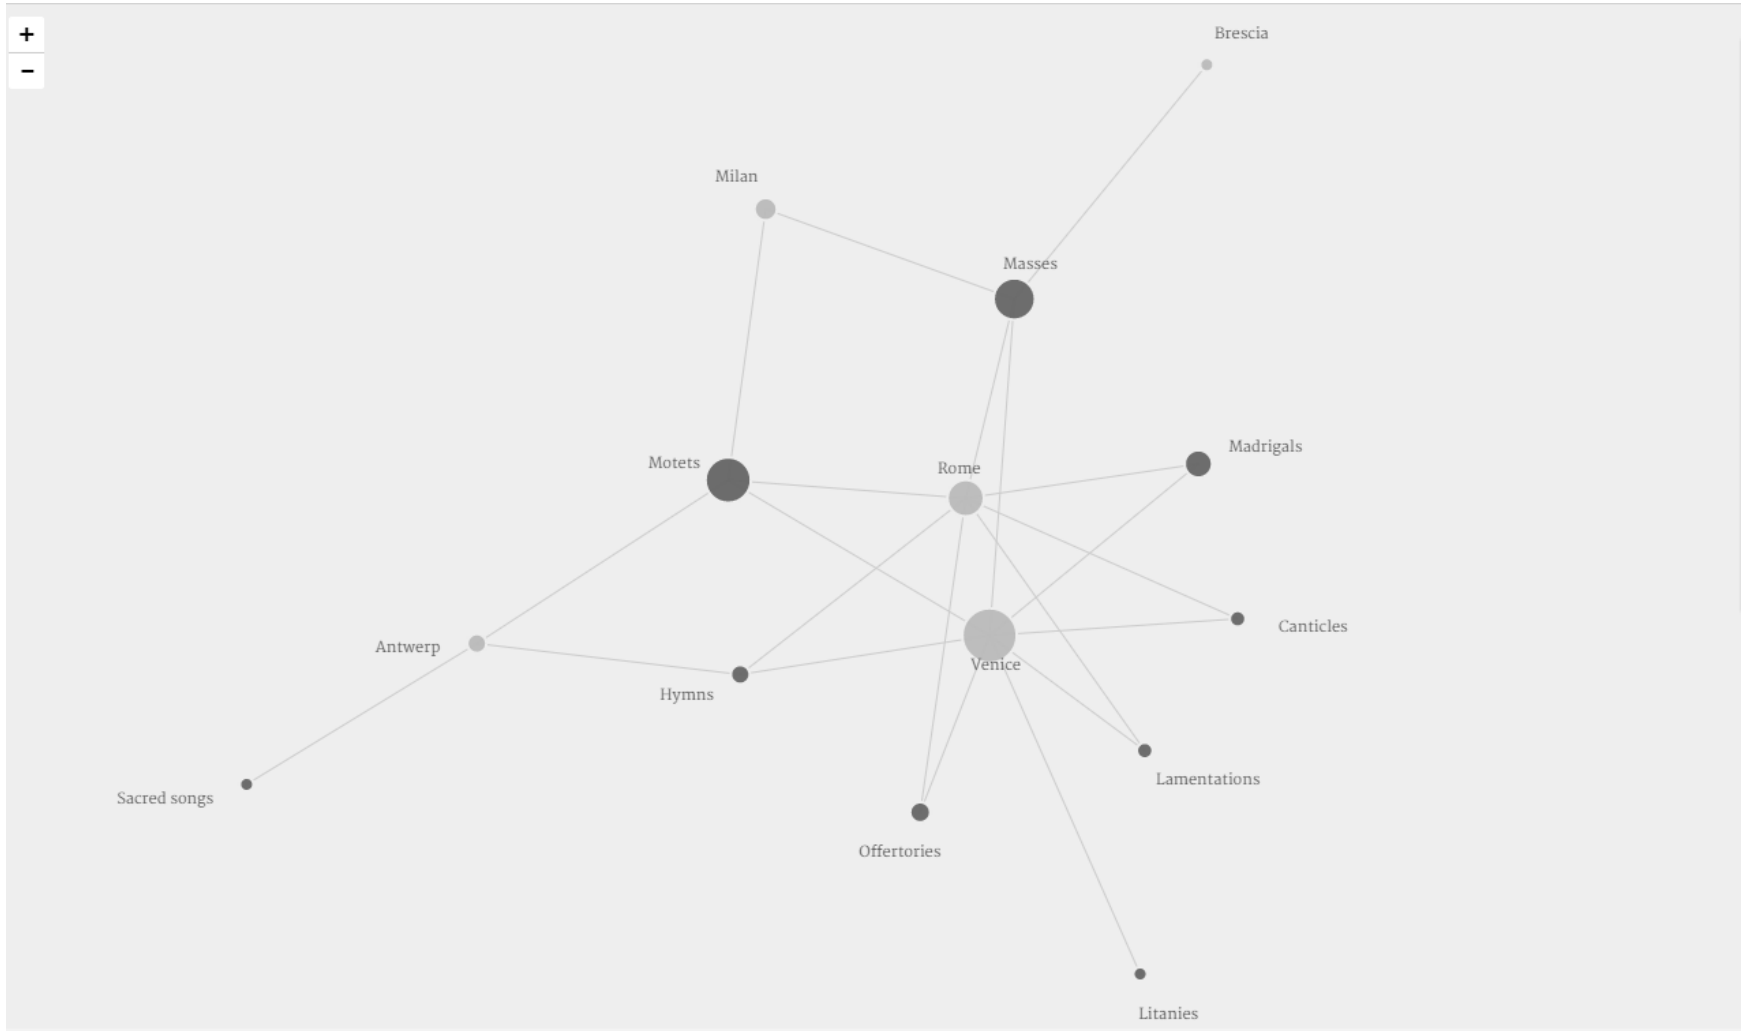 +
−
Brescia
Milan
Masses
Madrigals
Motets
Rome
Canticles
Antwerp
Venice
Hymns
Lamentations
Sacred songs
Offertories
Litanies